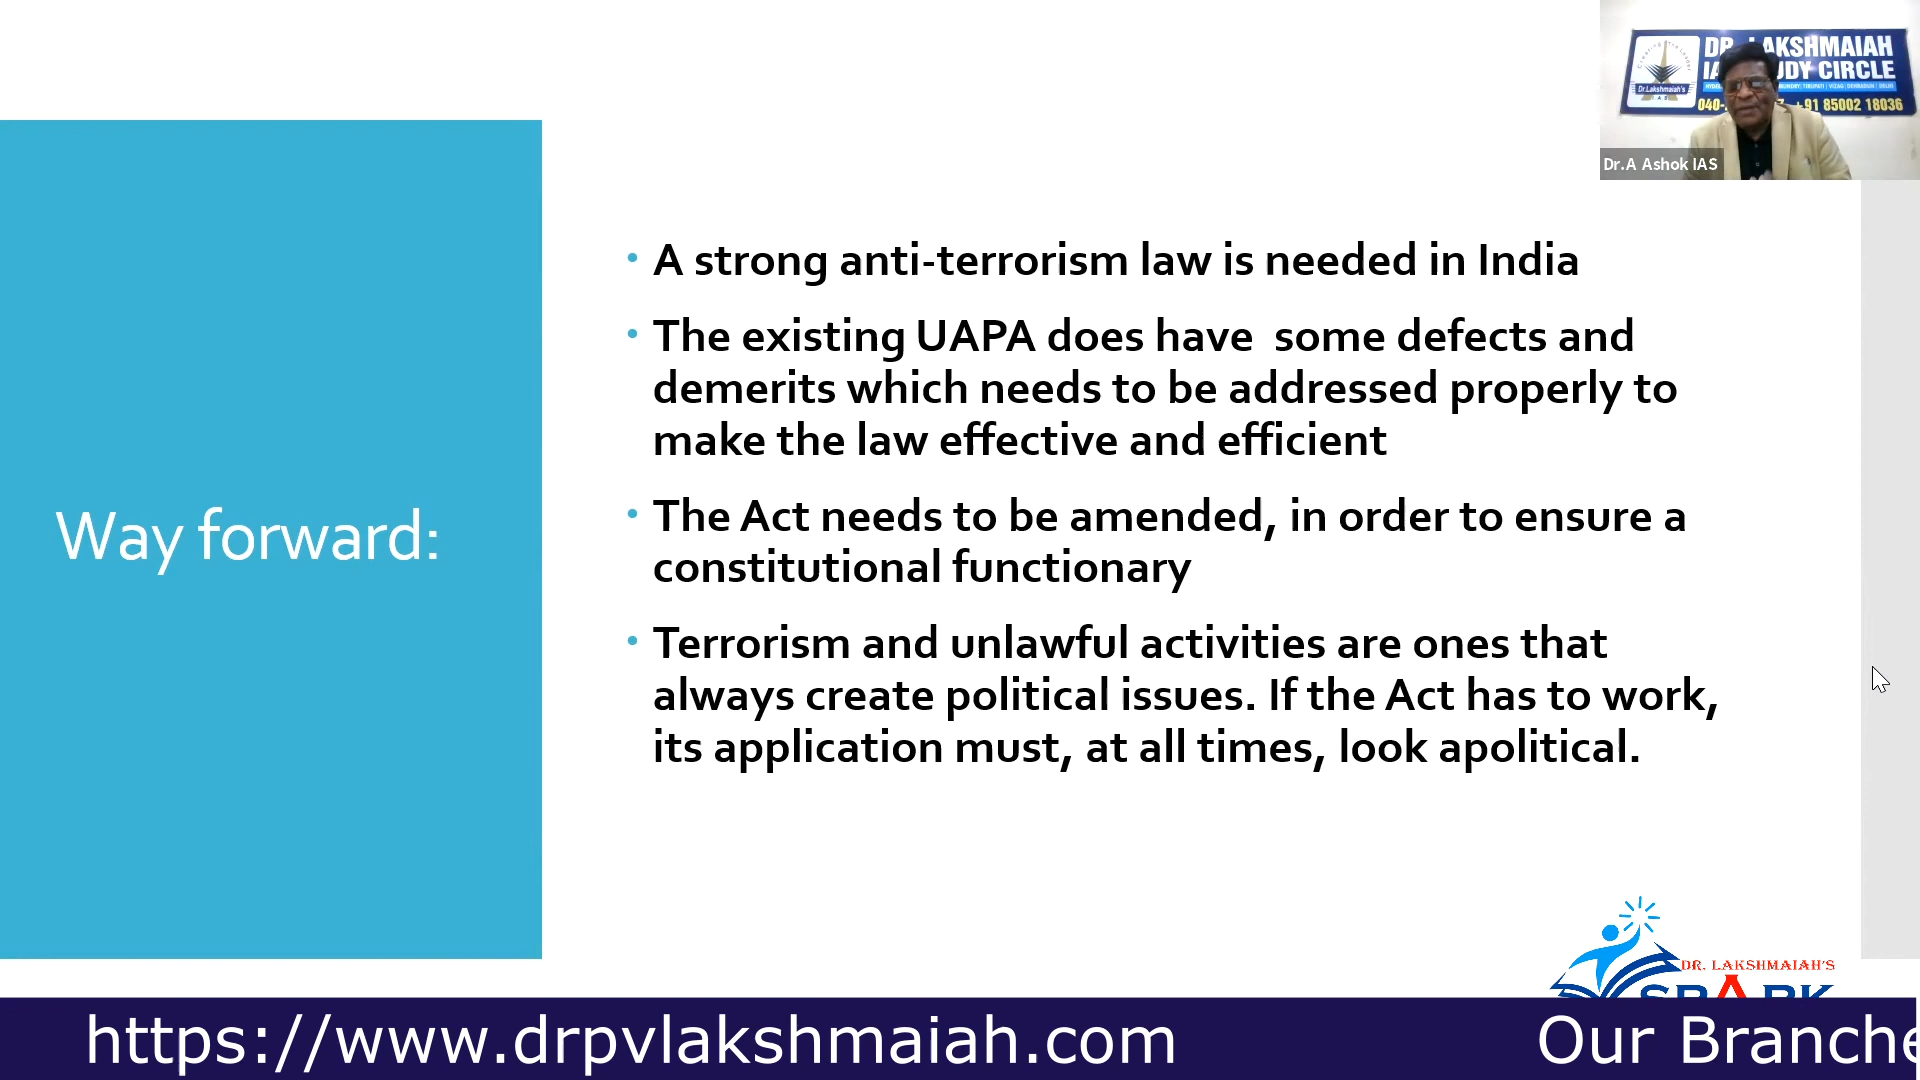 DR. LAKSHMAIAH
STUDY CIRCLE
+91 85002 18036
Dr.Lakshmaiah's
IAS
Dr.A Ashok IAS
Way forward:
A strong anti-terrorism law is needed in India
The existing UAPA does have  some defects and
demerits which needs to be addressed properly to
make the law effective and efficient
The Act needs to be amended, in order to ensure a
constitutional functionary
Terrorism and unlawful activities are ones that
always create political issues. If the Act has to work,
its application must, at all times, look apolitical.
DR. LAKSHMAIAH'S
SPARK
https://www.drpvlakshmaiah.com
Our Branche